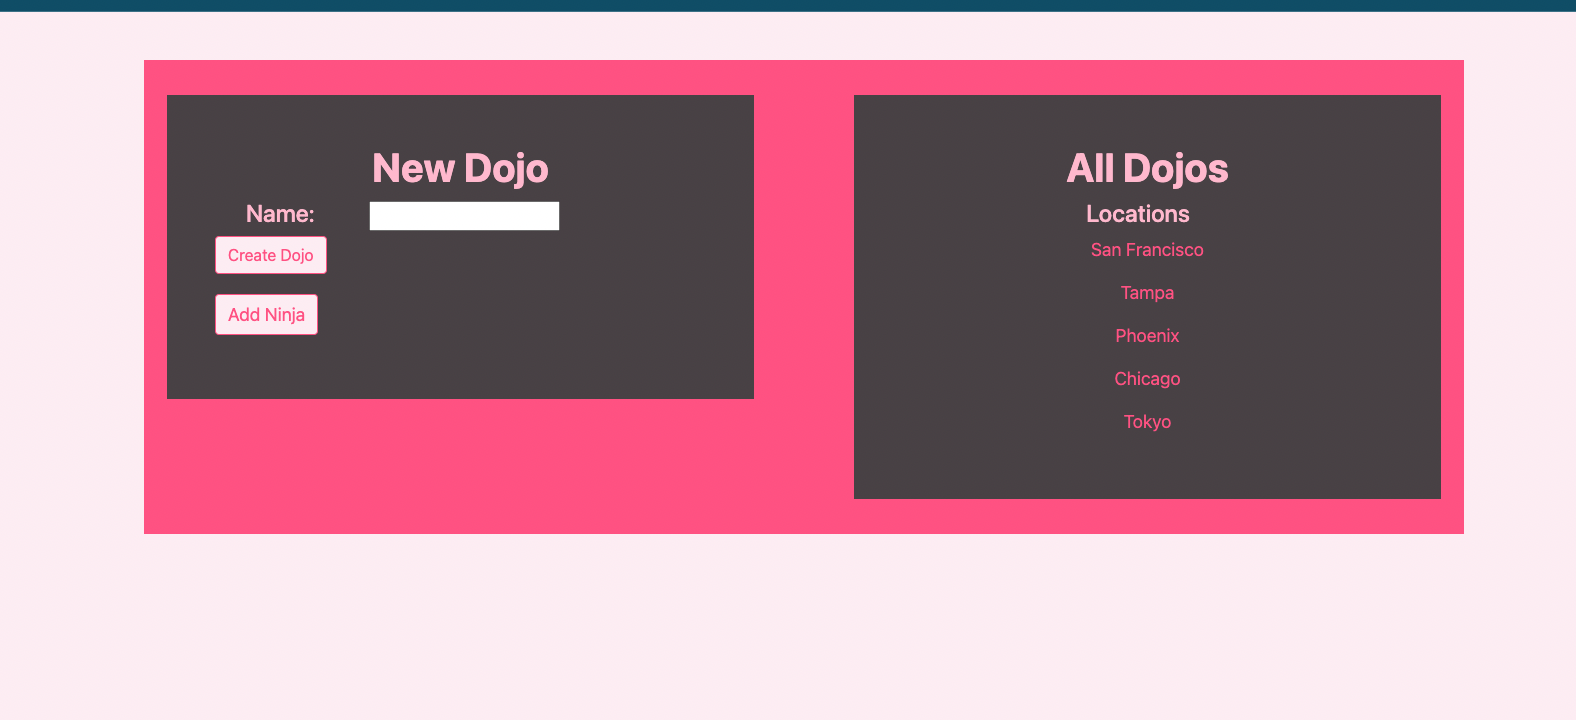 New Dojo
Name:
Create Dojo
Add Ninja
All Dojos
Locations
San Francisco
Tampa
Phoenix
Chicago
Tokyo